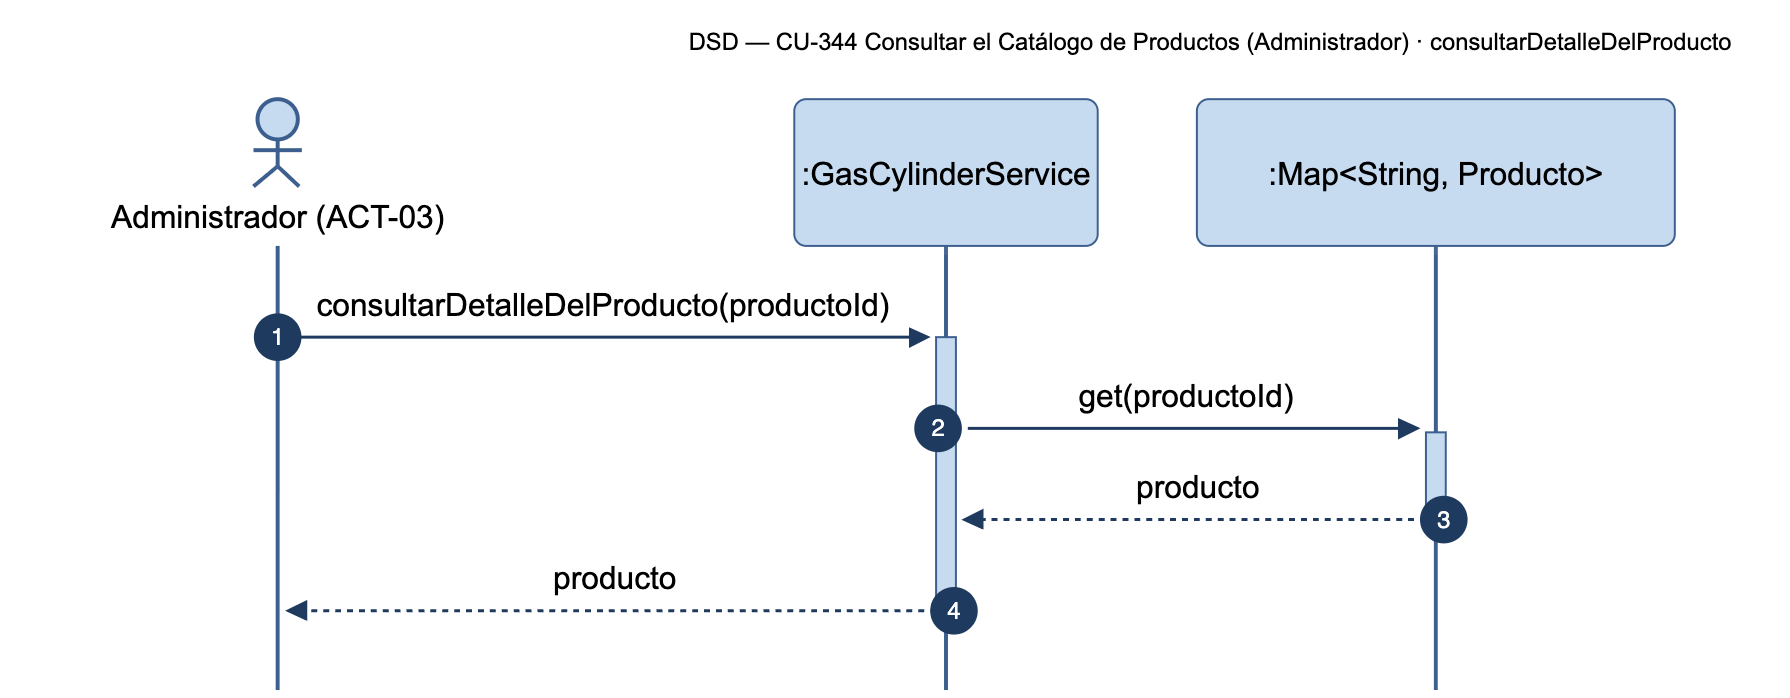 DSD — CU-344 Consultar el Catálogo de Productos (Administrador) · consultarDetalleDelProducto
:GasCylinderService
:Map<String, Producto>
Administrador (ACT-03)
consultarDetalleDelProducto(productoId)
1
get(productoId)
2
producto
3
producto
4